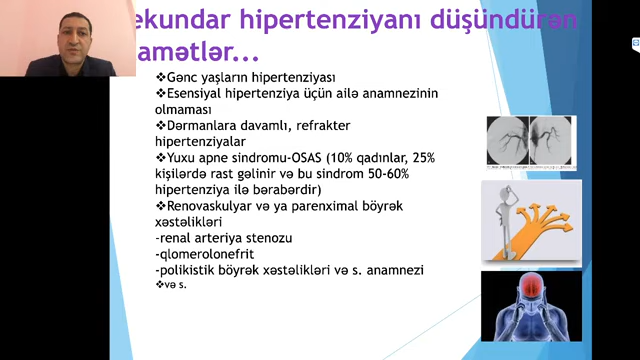 ekundar hipertenziyanı düşündürən
amətlər...
❖Gənc yaşların hipertenziyası
❖Esensiyal hipertenziya üçün ailə anamnezinin
olmaması
❖Dərmanlara davamlı, refrakter
hipertenziyalar
❖Yuxu apne sindromu-OSAS (10% qadınlar, 25%
kişilərdə rast gəlinir və bu sindrom 50-60%
hipertenziya ilə bərabərdir)
❖Renovaskulyar və ya parenximal böyrək
xəstəlikləri
-renal arteriya stenozu
-qlomerolonefrit
-polikistik böyrək xəstəlikləri və s. anamnezi
❖və s.